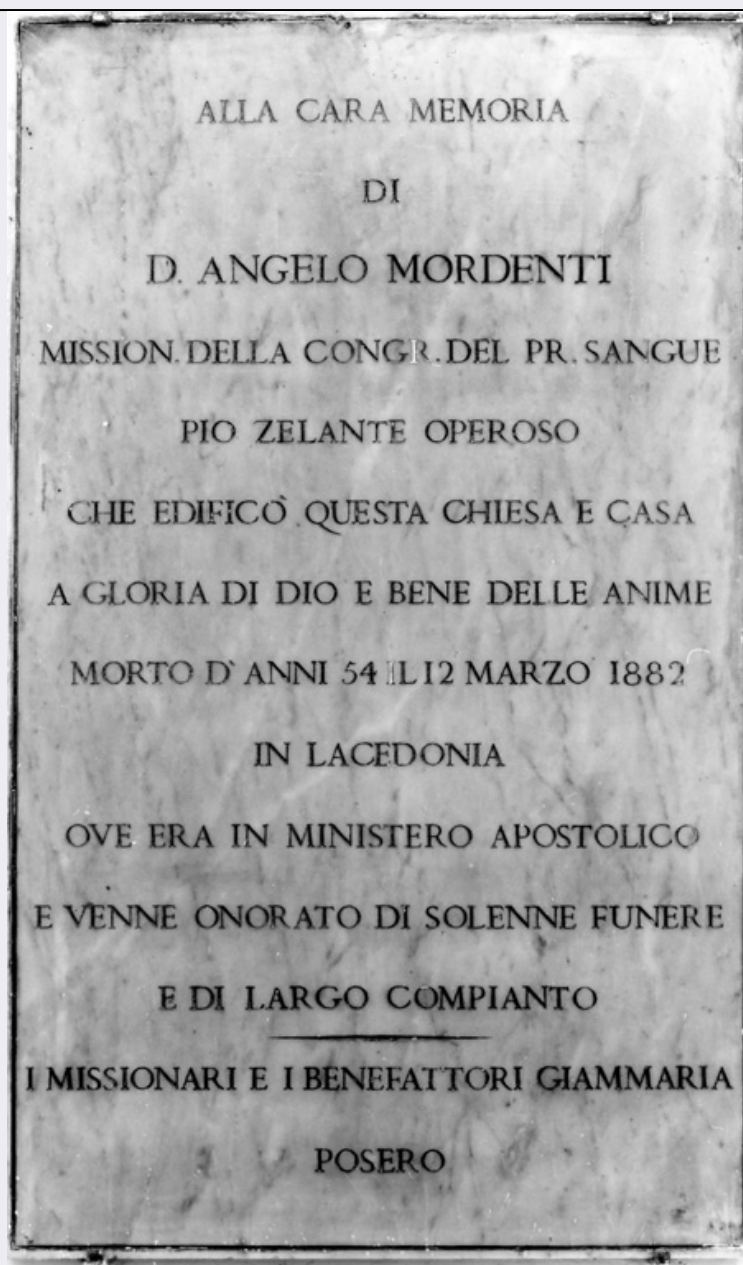 ALLA CARA MEMORIA
DI
D. ANGELO MORDENTI
MISSION. DELLA CONGR. DEL PR. SANGUE
PIO ZELANTE OPEROSO
CHE EDIFICÒ QUESTA CHIESA E CASA
A GLORIA DI DIO E BENE DELLE ANIME
MORTO D' ANNI 54 IL 12 MARZO 1882
IN LACEDONIA
OVE ERA IN MINISTERO APOSTOLICO
E VENNE ONORATO DI SOLENNE FUNERE
E DI LARGO COMPIANTO
I MISSIONARI E I BENEFATTORI GIAMMARIA
POSERO